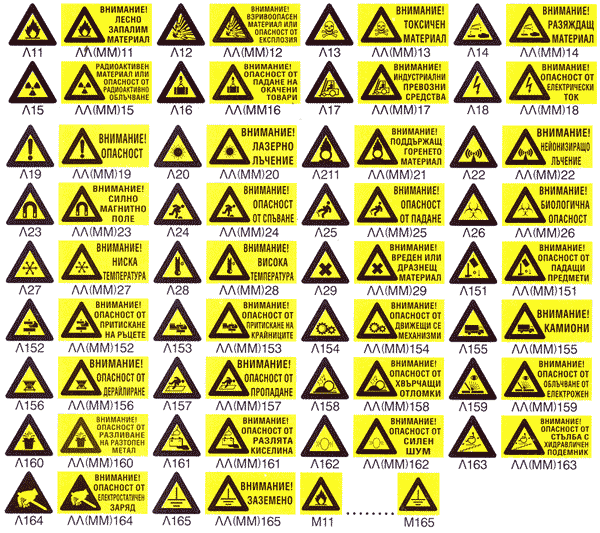 ВНИМАНИЕ!
ЛЕСНО
ЗАПАЛИМ
МАТЕРИАЛ
ВНИМАНИЕ!
ВЗРИВООПАСЕН
МАТЕРИАЛ ИЛИ
ОПАСНОСТ ОТ
ЕКСПЛОЗИЯ
ВНИМАНИЕ!
ТОКСИЧЕН
МАТЕРИАЛ
ВНИМАНИЕ!
РАЗЯЖДАЩ
МАТЕРИАЛ
Λ11 ΛΛ(ММ)11 Λ12 ΛΛ(ММ)12 Λ13 ΛΛ(ММ)13 Λ14 ΛΛ(ММ)14
РАДИОАКТИВЕН
МАТЕРИАЛ ИЛИ
ОПАСНОСТ ОТ
РАДИОАКТИВНО
ОБЛЪЧВАНЕ
ВНИМАНИЕ!
ОПАСНОСТ ОТ
ПАДАНЕ НА
ОКАЧЕНИ
ТОВАРИ
ВНИМАНИЕ!
ИНДУСТРИАЛНИ
ПРЕВОЗНИ
СРЕДСТВА
ВНИМАНИЕ!
ОПАСНОСТ ОТ
ЕЛЕКТРИЧЕСКИ
ТОК
Λ15 ΛΛ(ММ)15 Λ16 ΛΛ(ММ16 Λ17 ΛΛ(ММ)17 Λ18 ΛΛ(ММ)18
ВНИМАНИЕ!
ОПАСНОСТ
ВНИМАНИЕ!
ЛАЗЕРНО
ЛЪЧЕНИЕ
ВНИМАНИЕ!
ПОДДЪРЖАЩ
ГОРЕНЕТО
МАТЕРИАЛ
ВНИМАНИЕ!
НЕЙОНИЗИРАЩО
ЛЪЧЕНИЕ
Λ19 ΛΛ(ММ)19 Λ20 ΛΛ(ММ)20 Λ211 ΛΛ(ММ)21 Λ22 ΛΛ(ММ)22
ВНИМАНИЕ!
СИЛНО
МАГНИТНО
ПОЛЕ
ВНИМАНИЕ!
ОПАСНОСТ
ОТ СПЪВАНЕ
ВНИМАНИЕ!
ОПАСНОСТ
ОТ ПАДАНЕ
ВНИМАНИЕ!
БИОЛОГИЧНА
ОПАСНОСТ
Λ23 ΛΛ(ММ)23 Λ24 ΛΛ(ММ)24 Λ25 ΛΛ(ММ)25 Λ26 ΛΛ(ММ)26
ВНИМАНИЕ!
НИСКА
ТЕМПЕРАТУРА
ВНИМАНИЕ!
ВИСОКА
ТЕМПЕРАТУРА
ВНИМАНИЕ!
ВРЕДЕН ИЛИ
ДРАЗНЕЩ
МАТЕРИАЛ
ВНИМАНИЕ!
ОПАСНОСТ ОТ
ПАДАЩИ
ПРЕДМЕТИ
Λ27 ΛΛ(ММ)27 Λ28 ΛΛ(ММ)28 Λ29 ΛΛ(ММ)29 Λ151 ΛΛ(ММ)151
ВНИМАНИЕ!
ОПАСНОСТ ОТ
ПРИТИСКАНЕ
НА РЪЦЕТЕ
ВНИМАНИЕ!
ОПАСНОСТ ОТ
ПРИТИСКАНЕ НА
КРАЙНИЦИТЕ
ВНИМАНИЕ!
ОПАСНОСТ ОТ
ДВИЖЕЩИ СЕ
МЕХАНИЗМИ
ВНИМАНИЕ!
КАМИОНИ
Λ152 ΛΛ(ММ)152 Λ153 ΛΛ(ММ)153 Λ154 ΛΛ(ММ)154 Λ155 ΛΛ(ММ)155
ВНИМАНИЕ!
ОПАСНОСТ ОТ
ДЕРАЙЛИРАНЕ
ВНИМАНИЕ!
ОПАСНОСТ ОТ
ПРОПАДАНЕ
ВНИМАНИЕ!
ОПАСНОСТ ОТ
ХВЪРЧАЩИ
ОТЛОМКИ
ВНИМАНИЕ!
ОПАСНОСТ ОТ
ОБЛЪЧВАНЕ ОТ
ЕЛЕКТРОЖЕН
Λ156 ΛΛ(ММ)156 Λ157 ΛΛ(ММ)157 Λ158 ΛΛ(ММ)158 Λ159 ΛΛ(ММ)159
ВНИМАНИЕ!
ОПАСНОСТ ОТ
РАЗЛИВАНЕ
НА РАЗТОПЕН
МЕТАЛ
ВНИМАНИЕ!
ОПАСНОСТ ОТ
РАЗЛЯТА
КИСЕЛИНА
ВНИМАНИЕ!
ОПАСНОСТ ОТ
СИЛЕН
ШУМ
ВНИМАНИЕ!
ОПАСНОСТ ОТ
СТЪЛБА С
ХИДРАВЛИЧЕН
ПОДЕМНИК
Λ160 ΛΛ(ММ)160 Λ161 ΛΛ(ММ)161 ΛΛ(ММ)162 Λ163 ΛΛ(ММ)163
ВНИМАНИЕ!
ОПАСНОСТ ОТ
ЕЛЕКТРОСТАТИЧЕН
ЗАРЯД
ВНИМАНИЕ!
ЗАЗЕМЕНО
Λ164 ΛΛ(ММ)164 Λ165 ΛΛ(ММ)165 М11 ........ М165